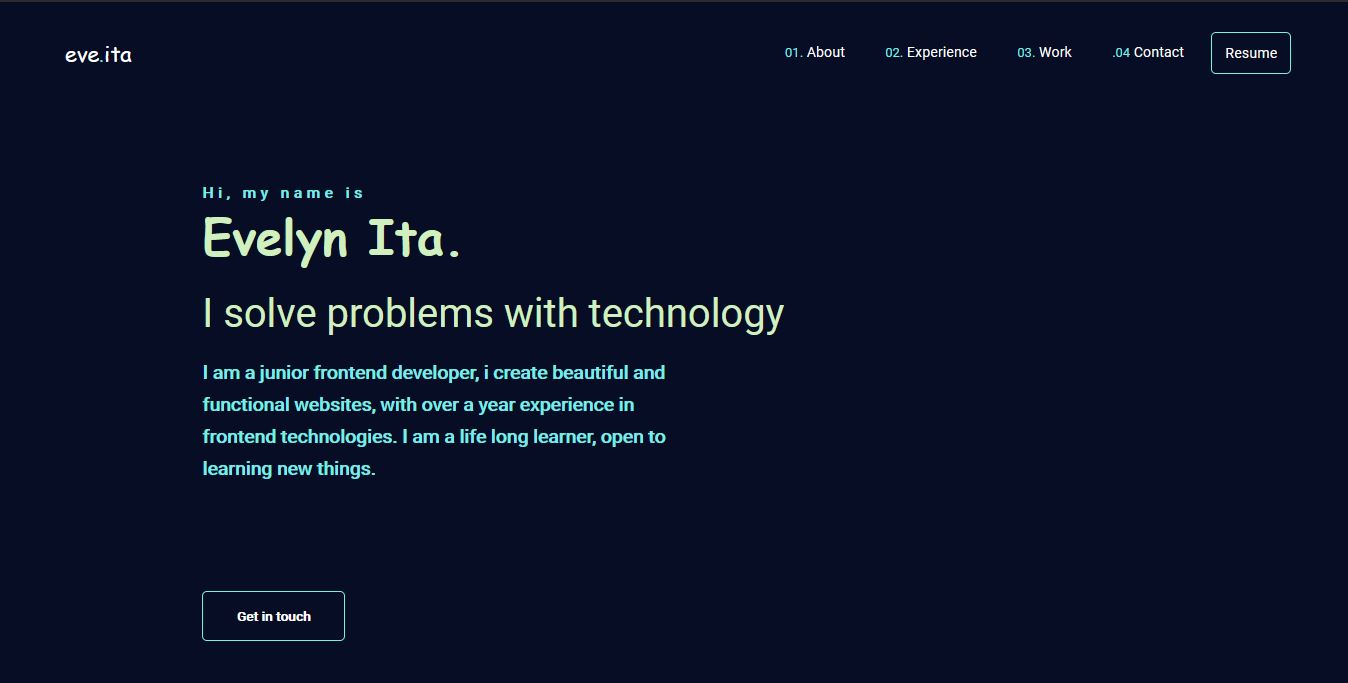 eve.ita
01. About
02. Experience
03. Work
.04 Contact
Resume
Hi, my name is
Evelyn Ita.
I solve problems with technology
I am a junior frontend developer, i create beautiful and
functional websites, with over a year experience in
frontend technologies. I am a life long learner, open to
learning new things.
Get in touch